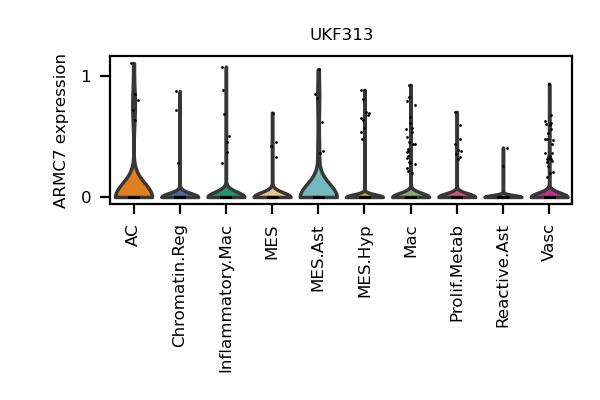 UKF313
ARMC7 expression
1
0
AC
Chromatin.Reg
Inflammatory.Mac
MES
MES.Ast
MES.Hyp
Mac
Prolif.Metab
Reactive.Ast
Vasc